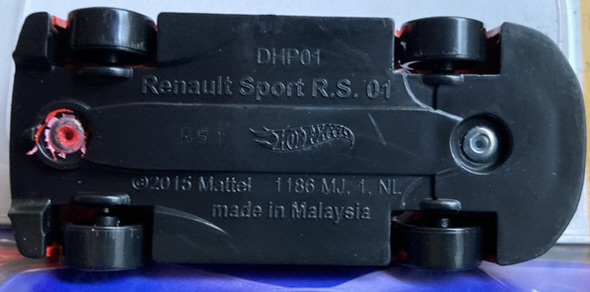 DHP01
Renault Sport R.S. 01
HOT WHEELS
©2015 Mattel 1186 MJ. 1. NL
made in Malaysia